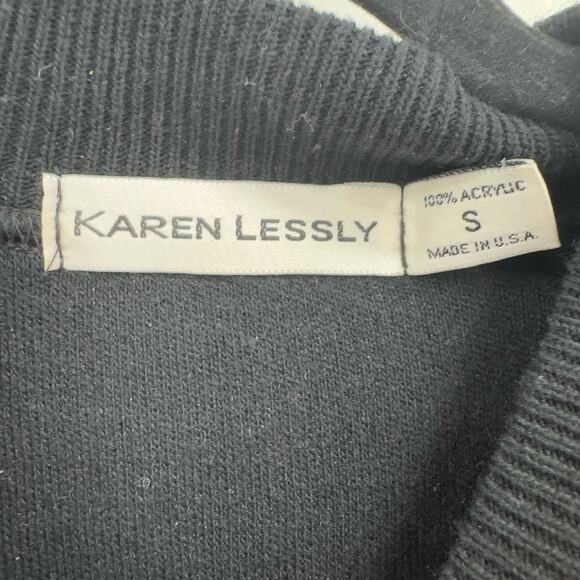 KAREN LESSLY
100% ACRYLIC
S
MADE IN U.S.A.